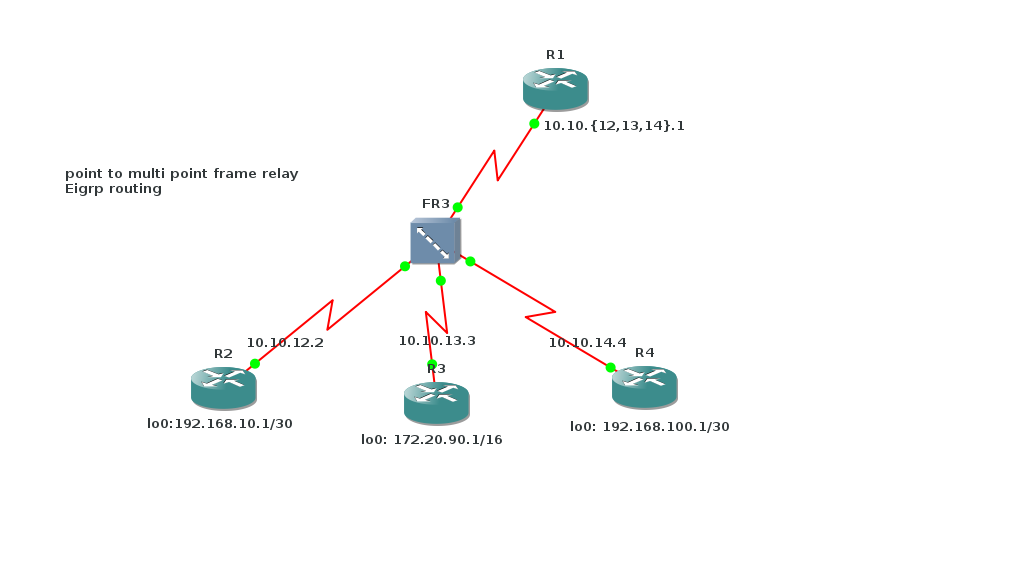 R1
10.10.{12,13,14}.1
point to multi point frame relay
Eigrp routing
FR3
10.10.12.2
10.10.13.3
10.10.14.4
R2
R3
R4
lo0:192.168.10.1/30
lo0: 172.20.90.1/16
lo0: 192.168.100.1/30